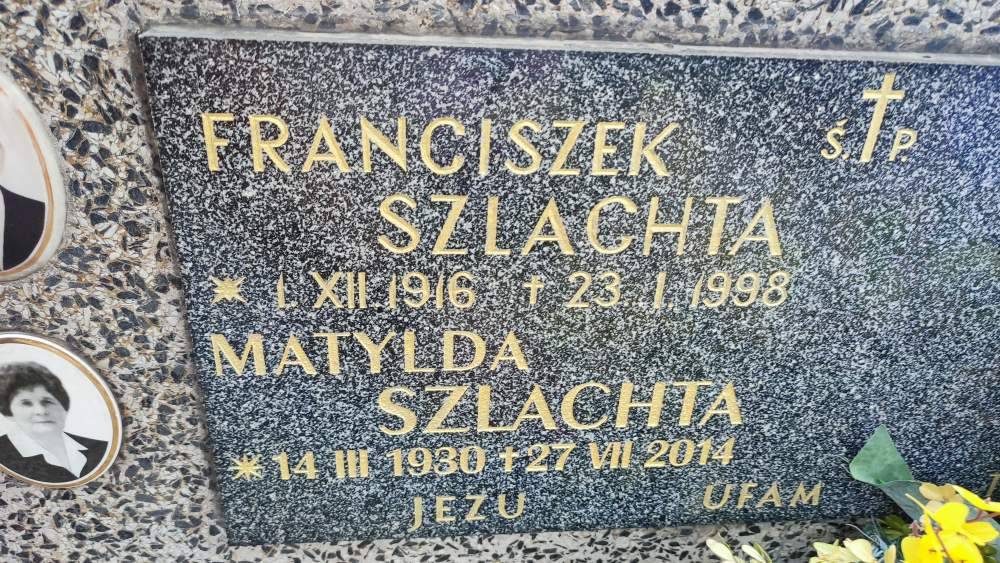 Ś. P.
FRANCISZEK
SZLACHTA
* 1. XII 1916 † 23. I. 1998
MATYLDA
SZLACHTA
* 14 III 1930 † 27 VII 2014
JEZU UFAM